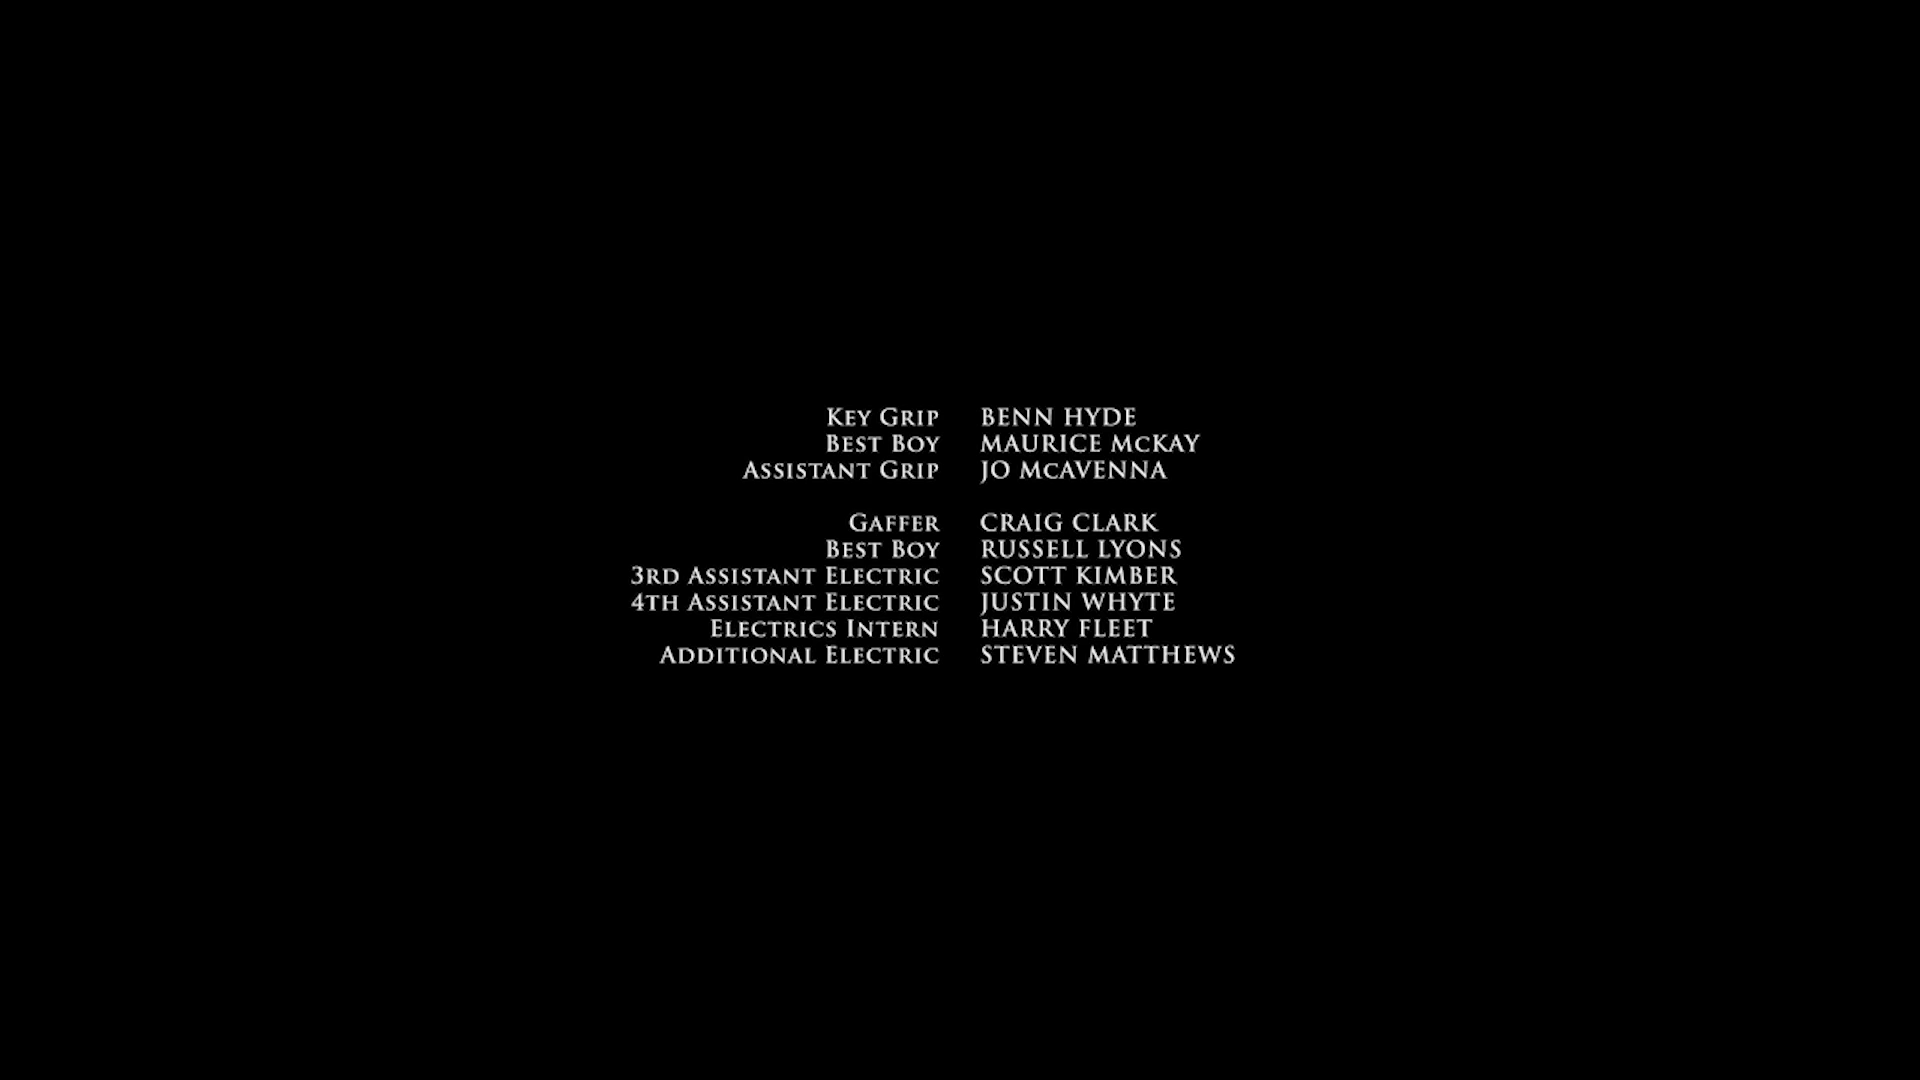 Key Grip BENN HYDE
Best Boy MAURICE McKAY
Assistant Grip JO McAVENNA
Gaffer CRAIG CLARK
Best Boy RUSSELL LYONS
3rd Assistant Electric SCOTT KIMBER
4th Assistant Electric JUSTIN WHYTE
Electrics Intern HARRY FLEET
Additional Electric STEVEN MATTHEWS